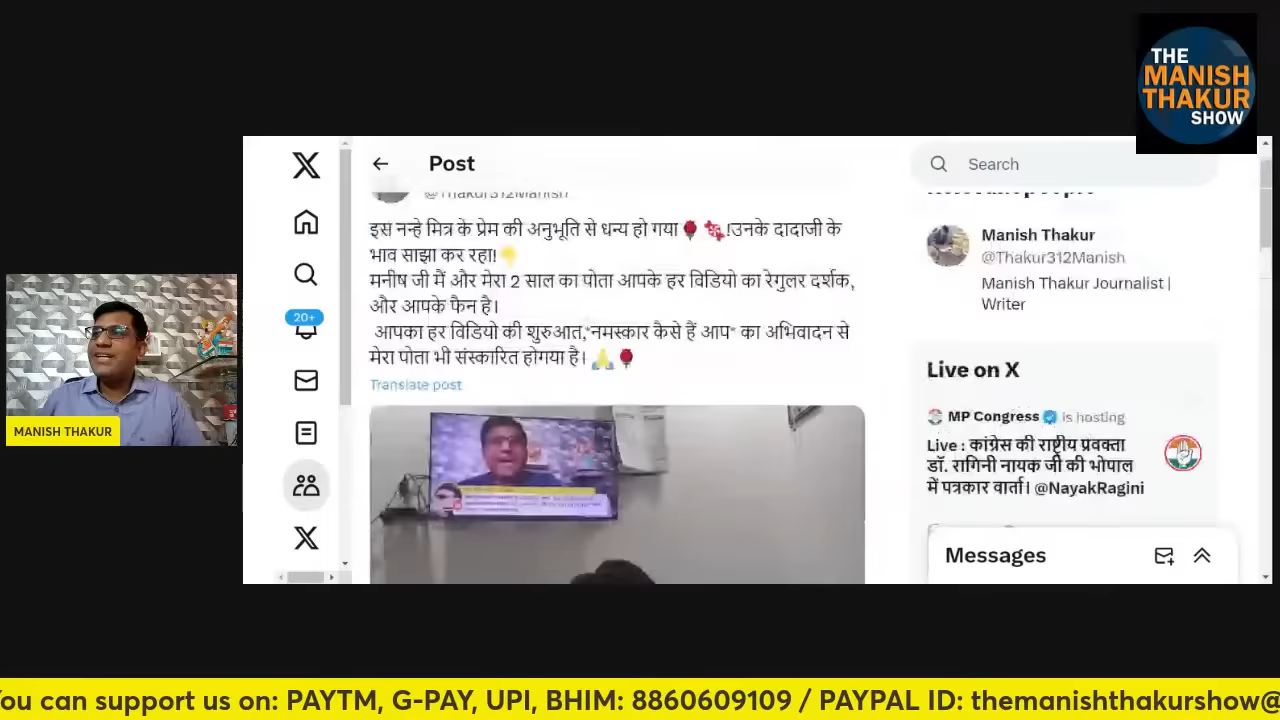 THE
MANISH
THAKUR
SHOW
Post
Search
@Thakur312Manish
इस नन्हे मित्र के प्रेम की अनुभूति से धन्य हो गया🌹 💐!उनके दादाजी के
भाव साझा कर रहा!👇
मनीष जी मैं और मेरा 2 साल का पोता आपके हर विडियो का रेगुलर दर्शक,
और आपके फैन है।
आपका हर विडियो की शुरुआत,"नमस्कार कैसे हैं आप" का अभिवादन से
मेरा पोता भी संस्कारित होगया है। 🙏🌹
Translate post
20+
Manish Thakur
@Thakur312Manish
Manish Thakur Journalist |
Writer
Live on X
MP Congress is hosting
Live : कांग्रेस की राष्ट्रीय प्रवक्ता
डॉ. रागिनी नायक जी की भोपाल
में पत्रकार वार्ता। @NayakRagini
Messages
MANISH THAKUR
You can support us on: PAYTM, G-PAY, UPI, BHIM: 8860609109 / PAYPAL ID: themanishthakurshow@